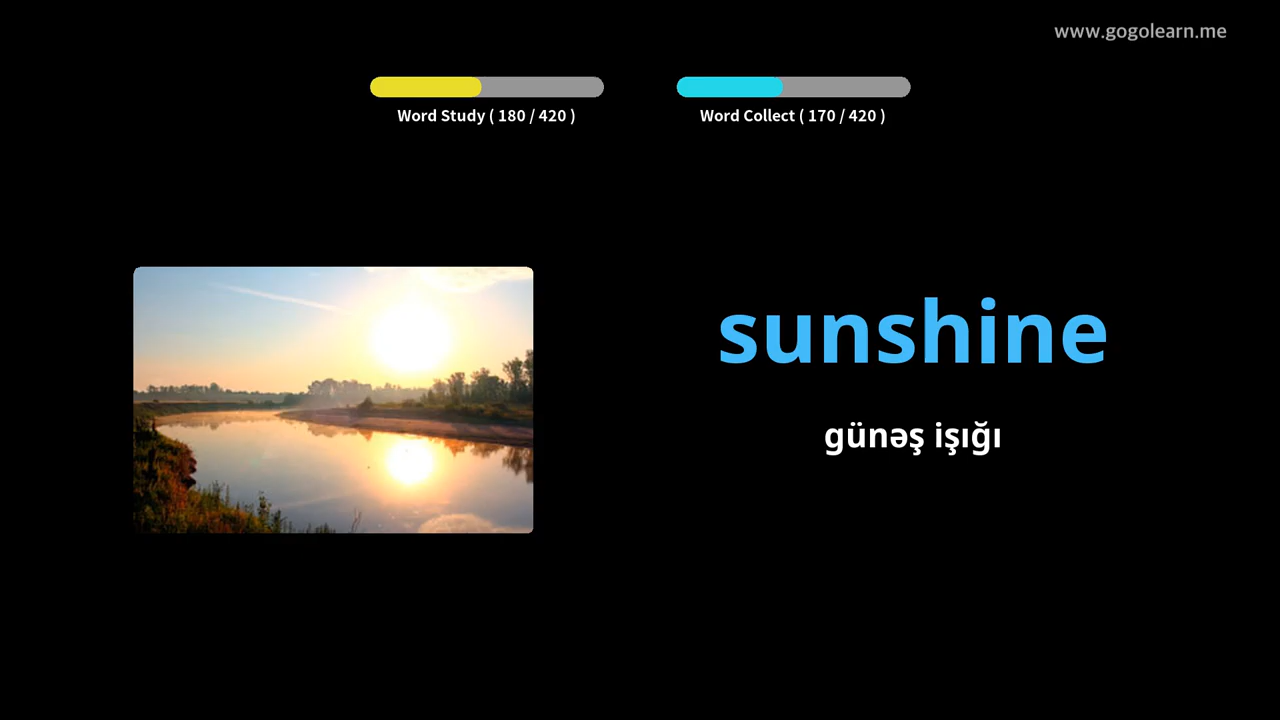 www.gogolearn.me
Word Study ( 180 / 420 )
Word Collect ( 170 / 420 )
sunshine
günəş işığı